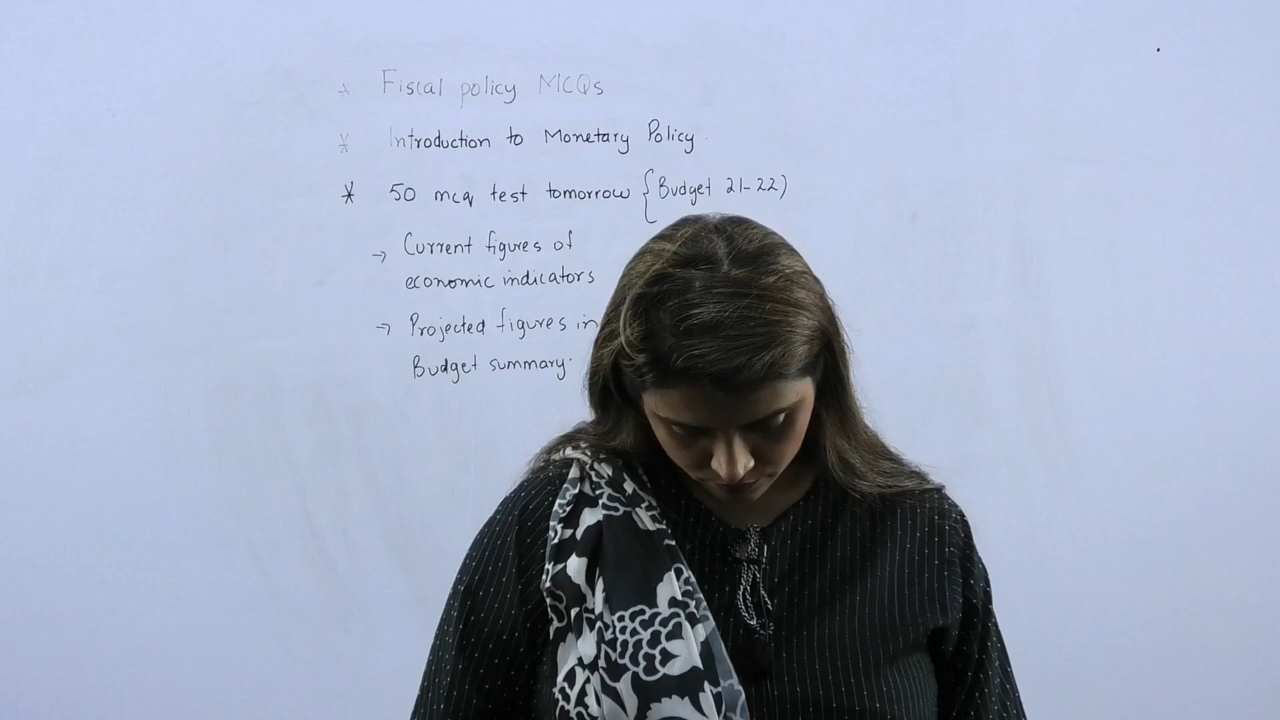 * Fiscal policy MCQs
* Introduction to Monetary Policy.
* 50 mcq test tomorrow {Budget 21-22)
→ Current figures of
economic indicators
→ Projected figures in
Budget summary.